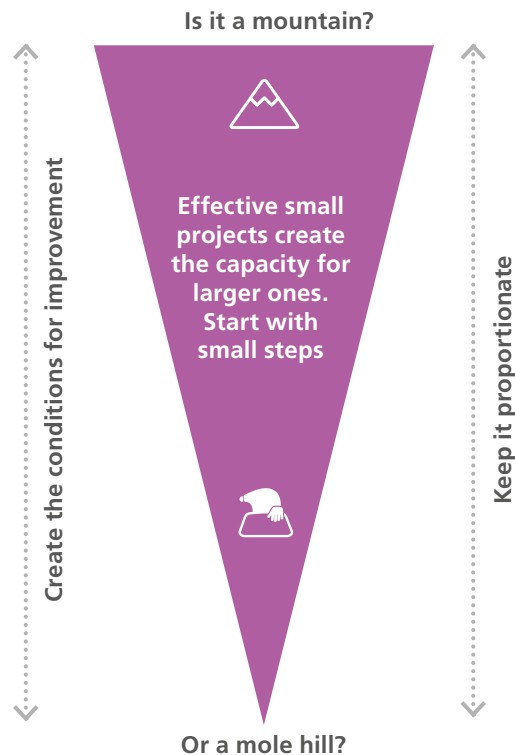 Is it a mountain?
Create the conditions for improvement
Effective small
projects create
the capacity for
larger ones.
Start with
small steps
Keep it proportionate
Or a mole hill?